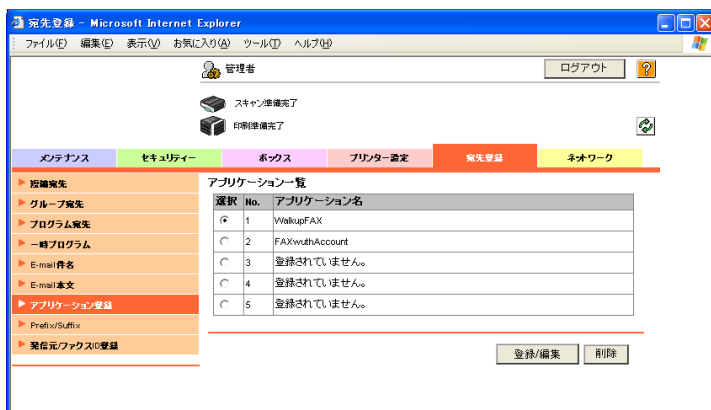 宛先登録 - Microsoft Internet Explorer
ファイル(F) 編集(E) 表示(V) お気に入り(A) ツール(T) ヘルプ(H)
管理者
ログアウト
?
スキャン準備完了
印刷準備完了
メンテナンス セキュリティー ボックス プリンター設定 宛先登録 ネットワーク
短縮宛先
グループ宛先
プログラム宛先
一時プログラム
E-mail件名
E-mail本文
アプリケーション登録
Prefix/Suffix
発信元/ファクスID登録
アプリケーション一覧
選択 No. アプリケーション名
1 WalkupFAX
2 FAXwuthAccount
3 登録されていません。
4 登録されていません。
5 登録されていません。
登録/編集 削除